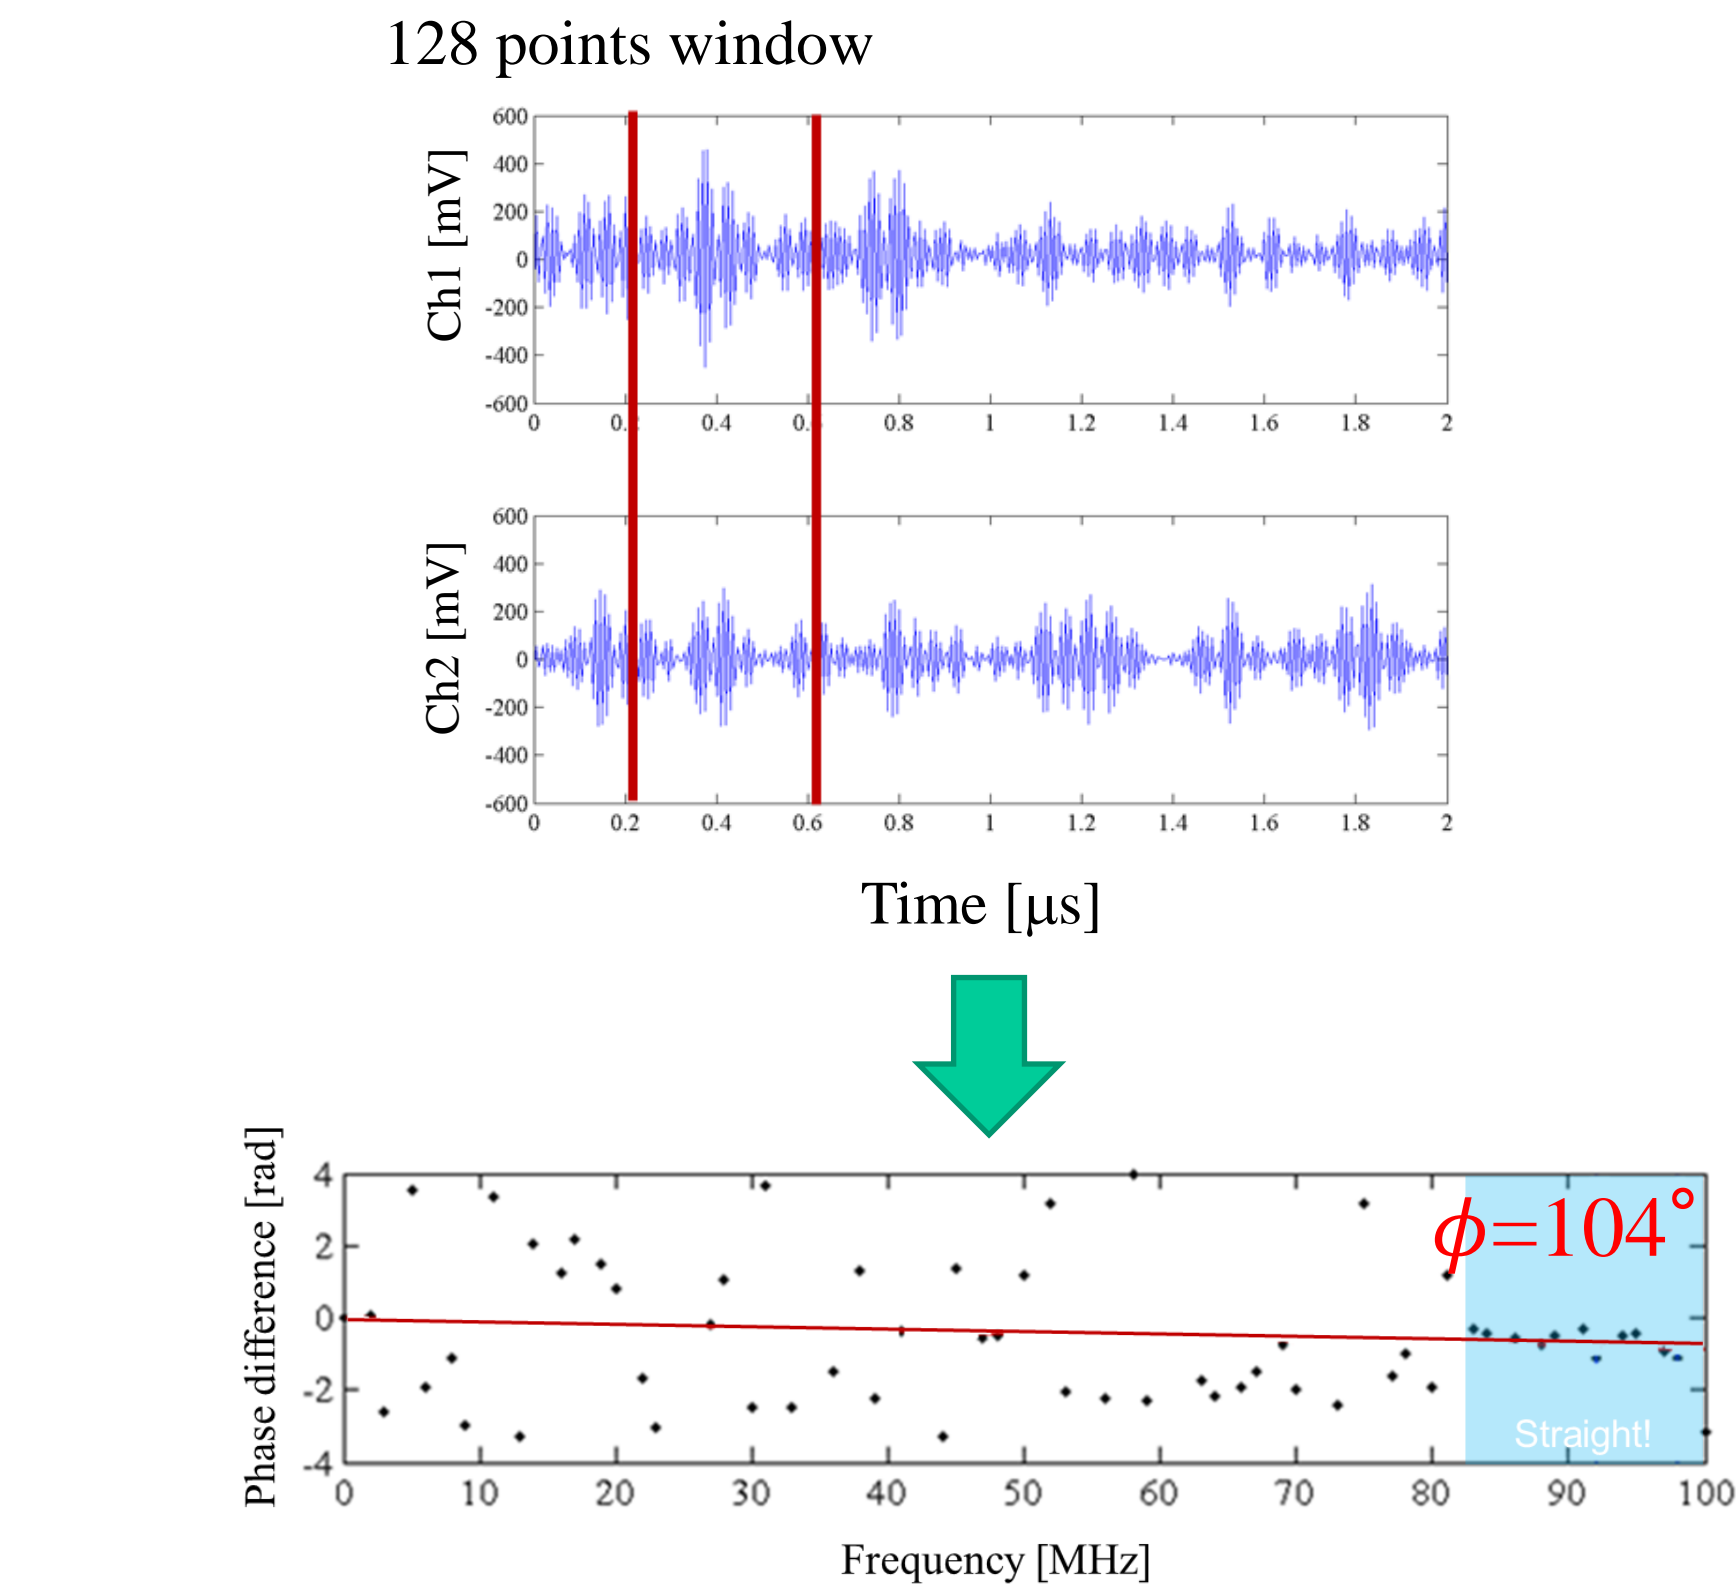 128 points window
600
400
200
0
-200
-400
-600
Ch1 [mV]
0 0.4 0.8 1 1.2 1.4 1.6 1.8 2
600
400
200
0
-200
-400
-600
Ch2 [mV]
0 0.2 0.4 0.6 0.8 1 1.2 1.4 1.6 1.8 2
Time [μs]
4
2
0
-2
-4
Phase difference [rad]
ϕ=104°
Straight!
0 10 20 30 40 50 60 70 80 90 100
Frequency [MHz]